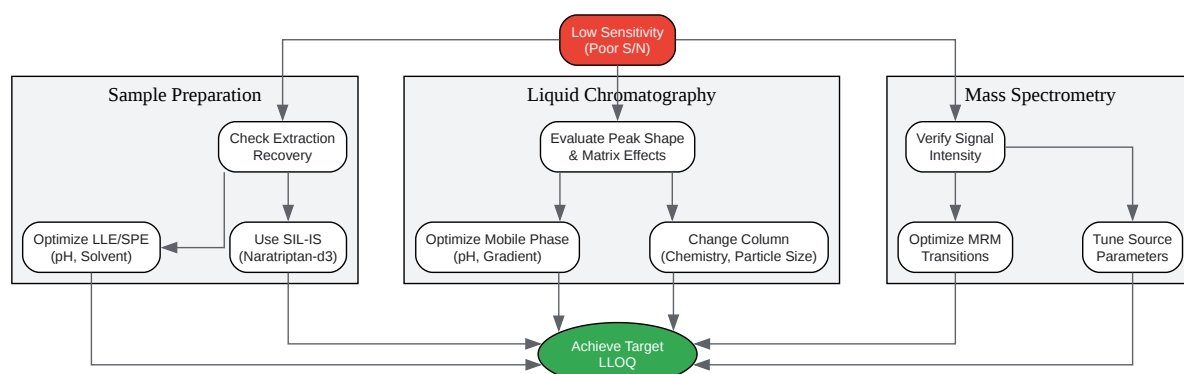 Low Sensitivity
(Poor S/N)
Sample Preparation
Liquid Chromatography
Mass Spectrometry
Check Extraction
Recovery
Evaluate Peak Shape
& Matrix Effects
Verify Signal
Intensity
Optimize LLE/SPE
(pH, Solvent)
Use SIL-IS
(Naratriptan-d3)
Optimize Mobile Phase
(pH, Gradient)
Change Column
(Chemistry, Particle Size)
Optimize MRM
Transitions
Tune Source
Parameters
Achieve Target
LLOQ